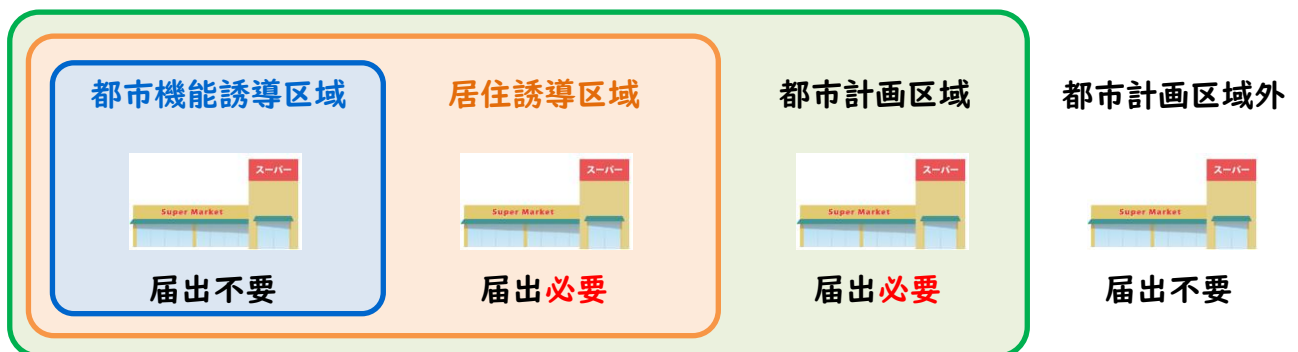 都市機能誘導区域 居住誘導区域 都市計画区域 都市計画区域外
スーパー スーパー スーパー スーパー
Super Market Super Market Super Market Super Market
届出不要 届出必要 届出必要 届出不要